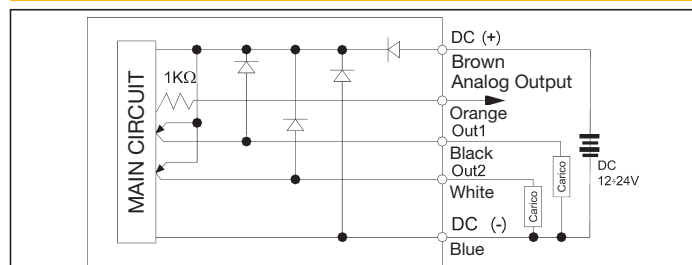 DC (+)
Brown
Analog Output
1KΩ
Orange
Out1
Black
Out2
White
DC (-)
Blue
MAIN CIRCUIT
Carico
Carico
DC
12÷24V